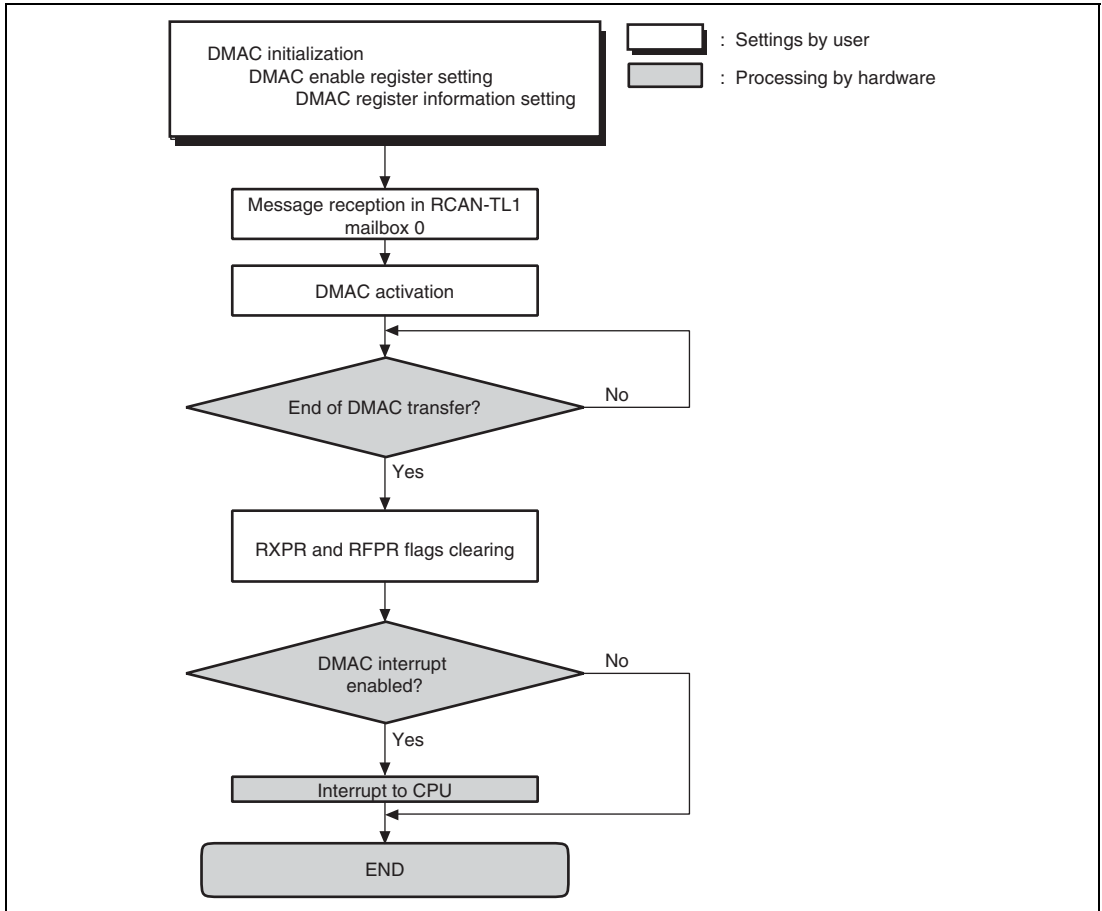 DMAC initialization
DMAC enable register setting
DMAC register information setting
: Settings by user
: Processing by hardware
Message reception in RCAN-TL1
mailbox 0
DMAC activation
End of DMAC transfer?
No
Yes
RXPR and RFPR flags clearing
DMAC interrupt
enabled?
No
Yes
Interrupt to CPU
END